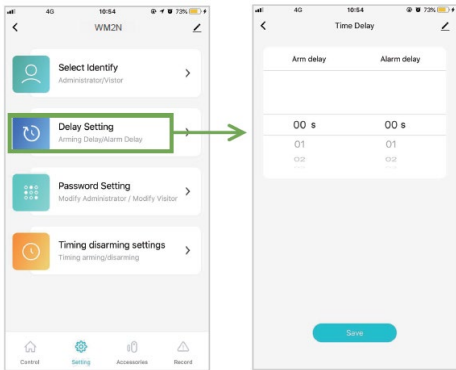 4G 10:54 73%
WM2N
Select Identify
Administrator/Vistor
Delay Setting
Arming Delay/Alarm Delay
Password Setting
Modify Administrator / Modify Visitor
Timing disarming settings
Timing arming/disarming
Control Setting Accessories Record
4G 10:54 73%
Time Delay
Arm delay Alarm delay
00 s 00 s
01 01
02 02
Save